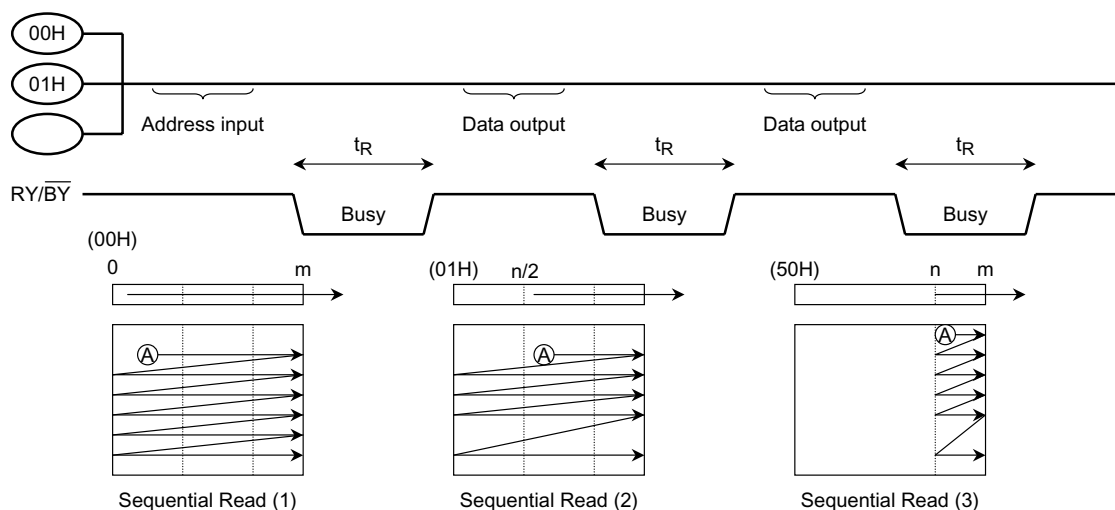 00H
01H
Address input
Data output
Data output
tR
tR
tR
RY/BY
Busy
Busy
Busy
(00H)
0
m
(01H)
n/2
(50H)
n
m
A
A
A
Sequential Read (1)
Sequential Read (2)
Sequential Read (3)